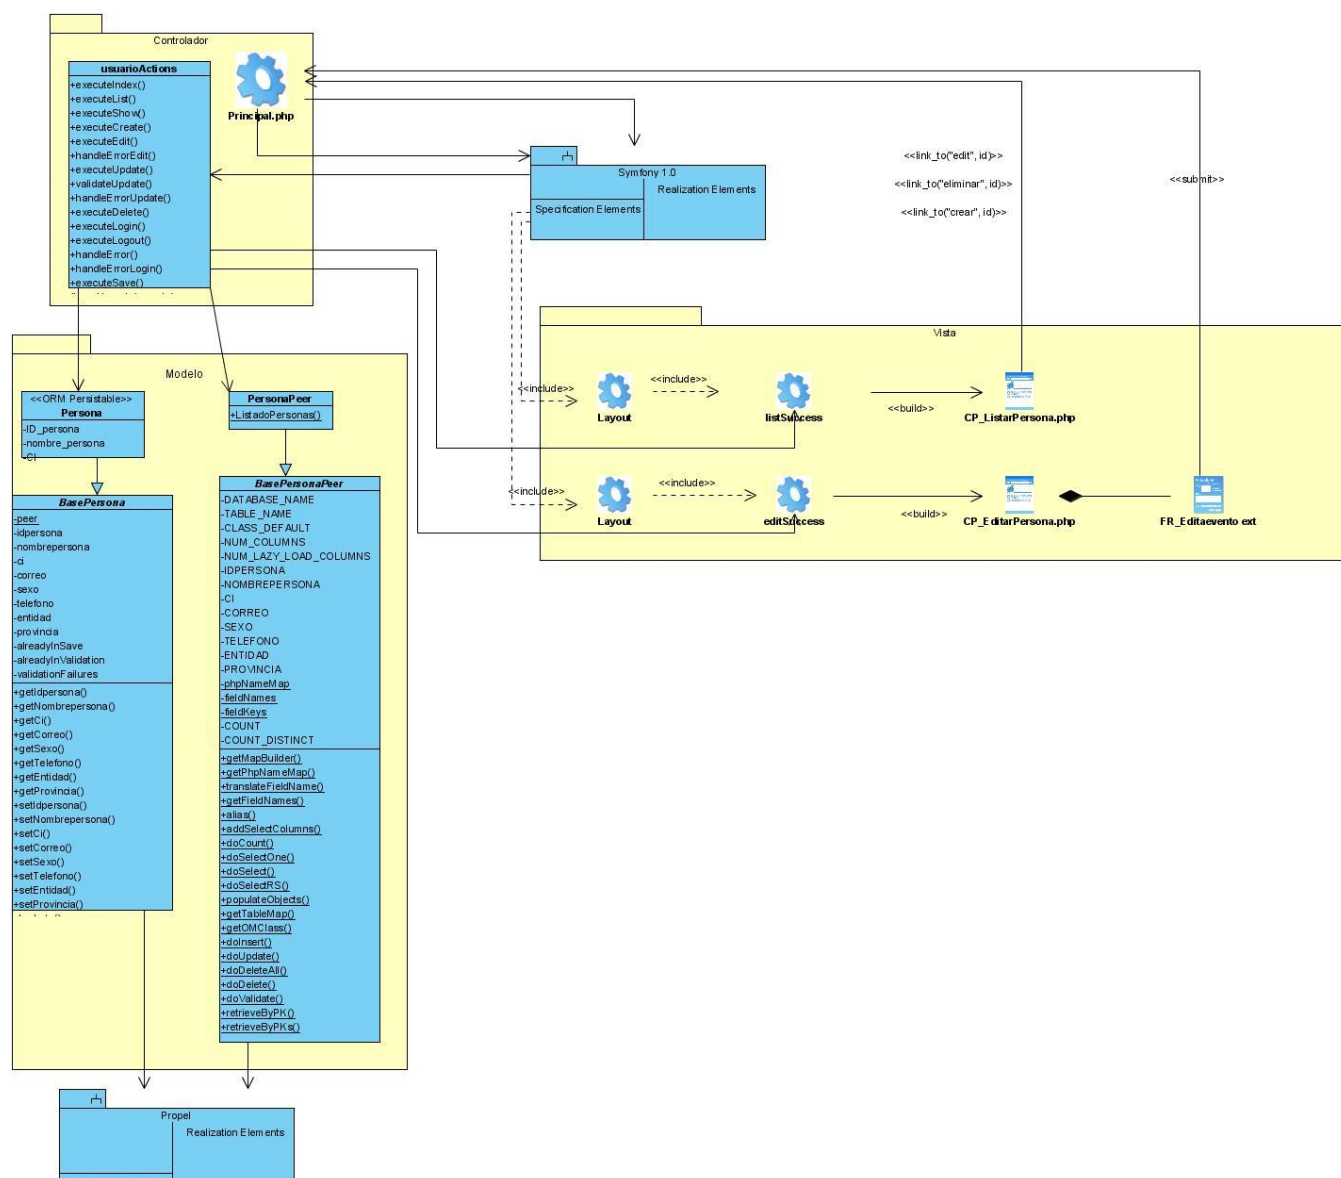 Controlador
usuarioActions
+executeIndex()
+executeList()
+executeShow()
+executeCreate()
+executeEdit()
+handleErrorEdit()
+executeUpdate()
+validateUpdate()
+handleErrorUpdate()
+executeDelete()
+executeLogin()
+executeLogout()
+handleError()
+handleErrorLogin()
+executeSave()
Principal.php
Symfony 1.0
Realization Elements
Specification Elements
<<link_to("edit", id)>>
<<link_to("eliminar", id)>>
<<link_to("crear", id)>>
<<submit>>
Vista
<<include>>
<<include>>
Layout
listSuccess
<<build>>
CP_ListarPersona.php
<<include>>
<<include>>
Layout
editSuccess
<<build>>
CP_EditarPersona.php
FR_Editaevento ext
Modelo
<<ORM Persistable>>
Persona
-ID_persona
-nombre_persona
-CI
PersonaPeer
+ListadoPersonas()
BasePersona
-peer
-idpersona
-nombrepersona
-ci
-correo
-sexo
-telefono
-entidad
-provincia
-alreadyInSave
-alreadyInValidation
-validationFailures
+getIdpersona()
+getNombrepersona()
+getCi()
+getCorreo()
+getSexo()
+getTelefono()
+getEntidad()
+getProvincia()
+setIdpersona()
+setNombrepersona()
+setCi()
+setCorreo()
+setSexo()
+setTelefono()
+setEntidad()
+setProvincia()
BasePersonaPeer
-DATABASE_NAME
-TABLE_NAME
-CLASS_DEFAULT
-NUM_COLUMNS
-NUM_LAZY_LOAD_COLUMNS
-IDPERSONA
-NOMBREPERSONA
-CI
-CORREO
-SEXO
-TELEFONO
-ENTIDAD
-PROVINCIA
-phpNameMap
-fieldNames
-fieldKeys
-COUNT
-COUNT_DISTINCT
+getMapBuilder()
+getPhpNameMap()
+translateFieldName()
+getFieldNames()
+alias()
+addSelectColumns()
+doCount()
+doSelectOne()
+doSelect()
+doSelectRS()
+populateObjects()
+getTableMap()
+getOMClass()
+doInsert()
+doUpdate()
+doDeleteAll()
+doDelete()
+doValidate()
+retrieveByPK()
+retrieveByPKs()
Propel
Realization Elements